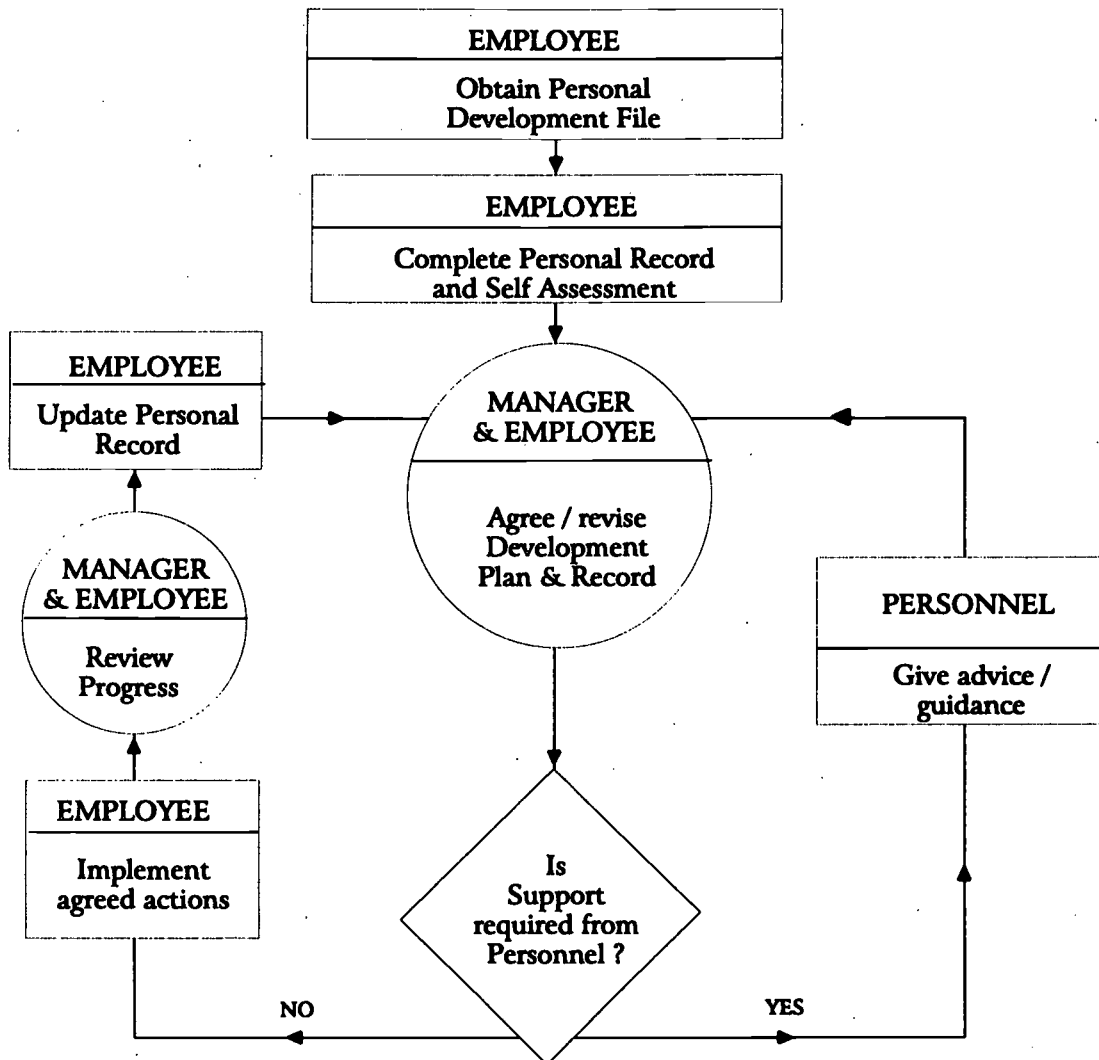 EMPLOYEE
Obtain Personal
Development File
EMPLOYEE
Complete Personal Record
and Self Assessment
EMPLOYEE
Update Personal
Record
MANAGER
& EMPLOYEE
Agree / revise
Development
Plan & Record
MANAGER
& EMPLOYEE
Review
Progress
PERSONNEL
Give advice /
guidance
EMPLOYEE
Implement
agreed actions
Is
Support
required from
Personnel ?
NO
YES